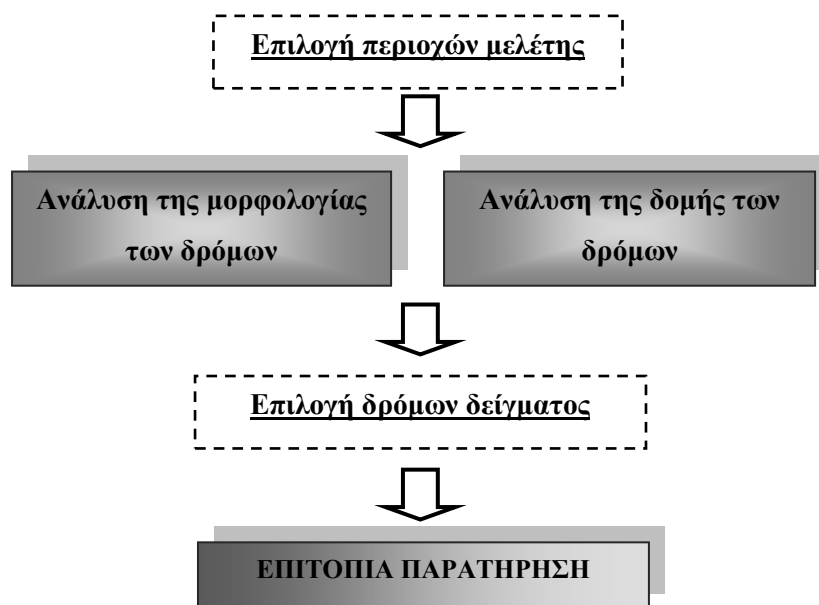 Επιλογή περιοχών μελέτης
Ανάλυση της μορφολογίας
των δρόμων
Ανάλυση της δομής των
δρόμων
Επιλογή δρόμων δείγματος
ΕΠΙΤΟΠΙΑ ΠΑΡΑΤΗΡΗΣΗ